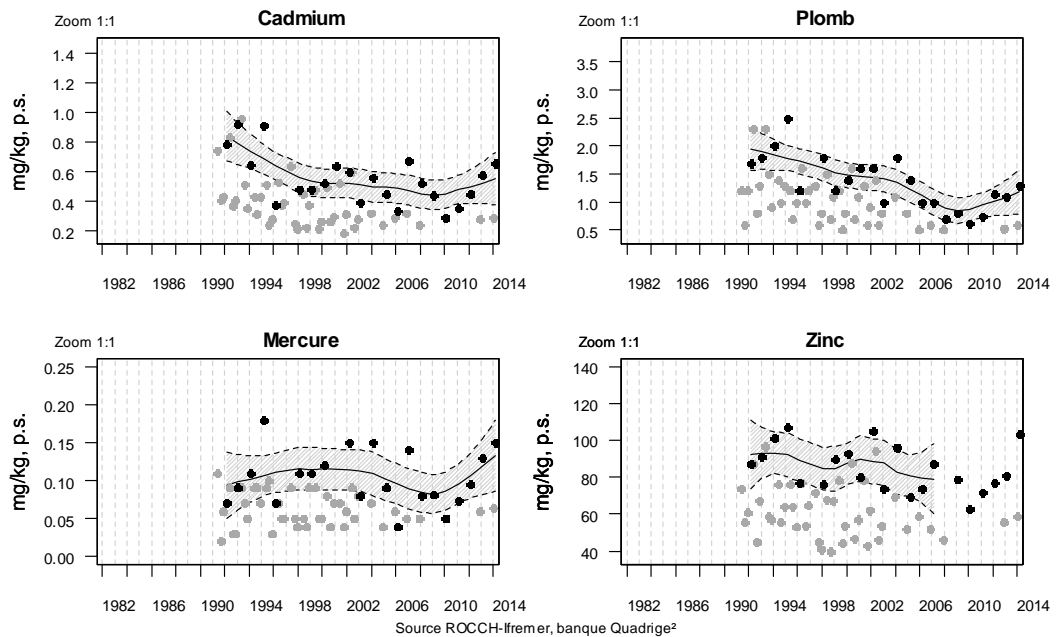 Zoom 1:1
Cadmium
mg/kg, p.s.
1.4
1.2
1.0
0.8
0.6
0.4
0.2
1982 1986 1990 1994 1998 2002 2006 2010 2014
Zoom 1:1
Plomb
mg/kg, p.s.
3.5
3.0
2.5
2.0
1.5
1.0
0.5
1982 1986 1990 1994 1998 2002 2006 2010 2014
Zoom 1:1
Mercure
mg/kg, p.s.
0.25
0.20
0.15
0.10
0.05
0.00
1982 1986 1990 1994 1998 2002 2006 2010 2014
Zoom 1:1
Zinc
mg/kg, p.s.
140
120
100
80
60
40
1982 1986 1990 1994 1998 2002 2006 2010 2014
Source ROCCH-Ifremer, banque Quadrige²